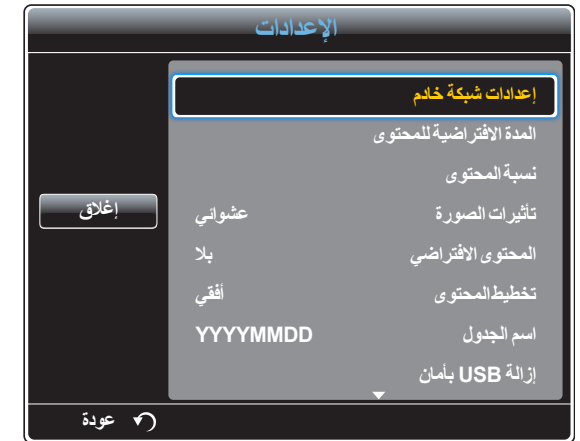 الإعدادات
إعدادات شبكة خادم
المدة الافتراضية للمحتوى
نسبة المحتوى
تأثيرات الصورة عشوائي
المحتوى الافتراضي بلا
تخطيط المحتوى أفقي
اسم الجدول YYYYMMDD
إزالة USB بأمان
إغلاق
عودة